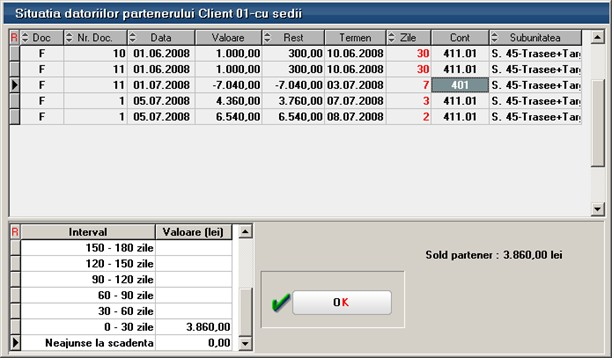 Situatia datoriilor partenerului Client 01-cu sedii
R Doc Nr. Doc. Data Valoare Rest Termen Zile Cont Subunitatea
F 10 01.06.2008 1.000,00 300,00 10.06.2008 30 411.01 S. 45-Trasee+Targ
F 11 01.06.2008 1.000,00 300,00 10.06.2008 30 411.01 S. 45-Trasee+Targ
F 11 01.07.2008 -7.040,00 -7.040,00 03.07.2008 7 401 S. 45-Trasee+Targ
F 1 05.07.2008 4.360,00 3.760,00 07.07.2008 3 411.01 S. 45-Trasee+Targ
F 1 05.07.2008 6.540,00 6.540,00 08.07.2008 2 411.01 S. 45-Trasee+Targ
R Interval Valoare (lei)
150 - 180 zile
120 - 150 zile
90 - 120 zile
60 - 90 zile
30 - 60 zile
0 - 30 zile 3.860,00
Neajunse la scadenta 0,00
Sold partener : 3.860,00 lei
OK